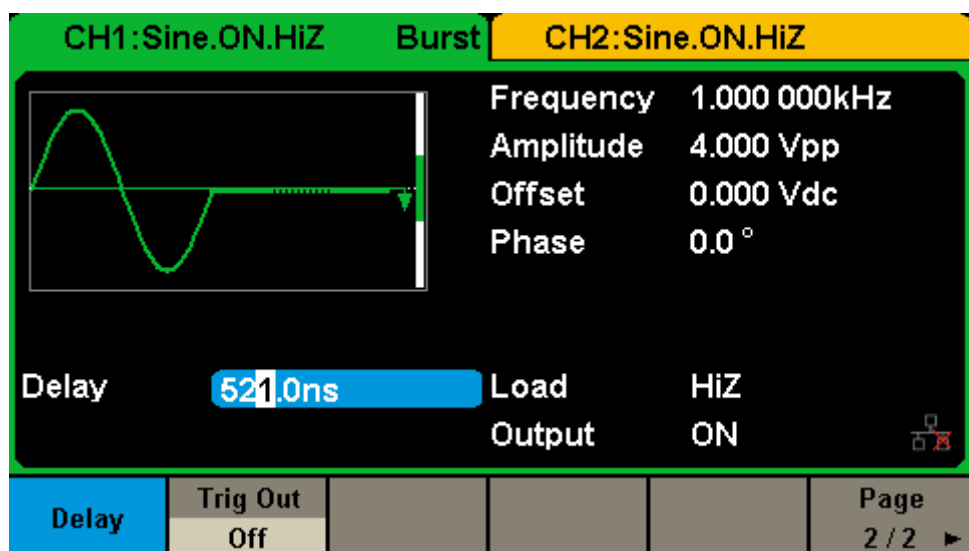 CH1:Sine.ON.HiZ Burst CH2:Sine.ON.HiZ
Frequency 1.000 000kHz
Amplitude 4.000 Vpp
Offset 0.000 Vdc
Phase 0.0 °
Delay 521.0ns Load HiZ
Output ON
Delay Trig Out Off Page 2 / 2 ►